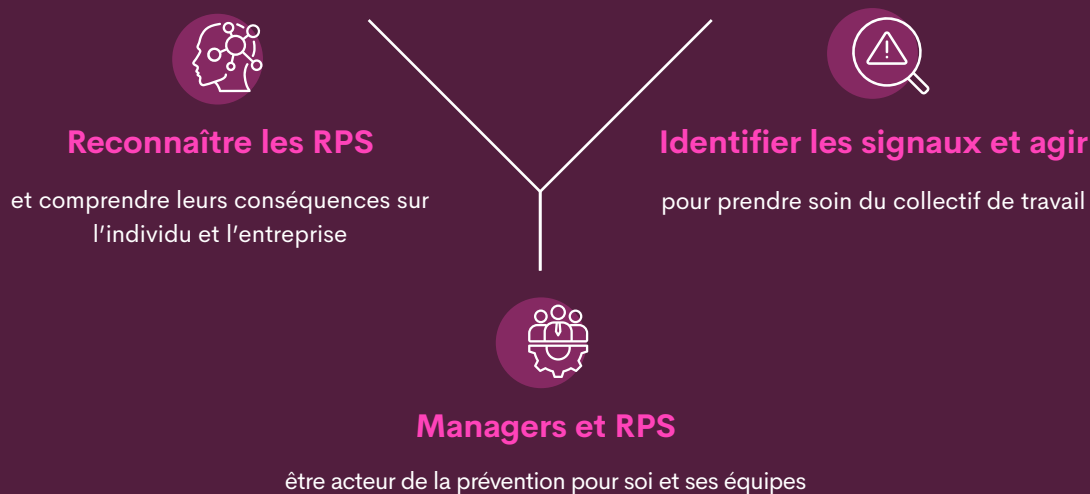 Reconnaître les RPS
et comprendre leurs conséquences sur
l'individu et l'entreprise
Identifier les signaux et agir
pour prendre soin du collectif de travail
Managers et RPS
être acteur de la prévention pour soi et ses équipes